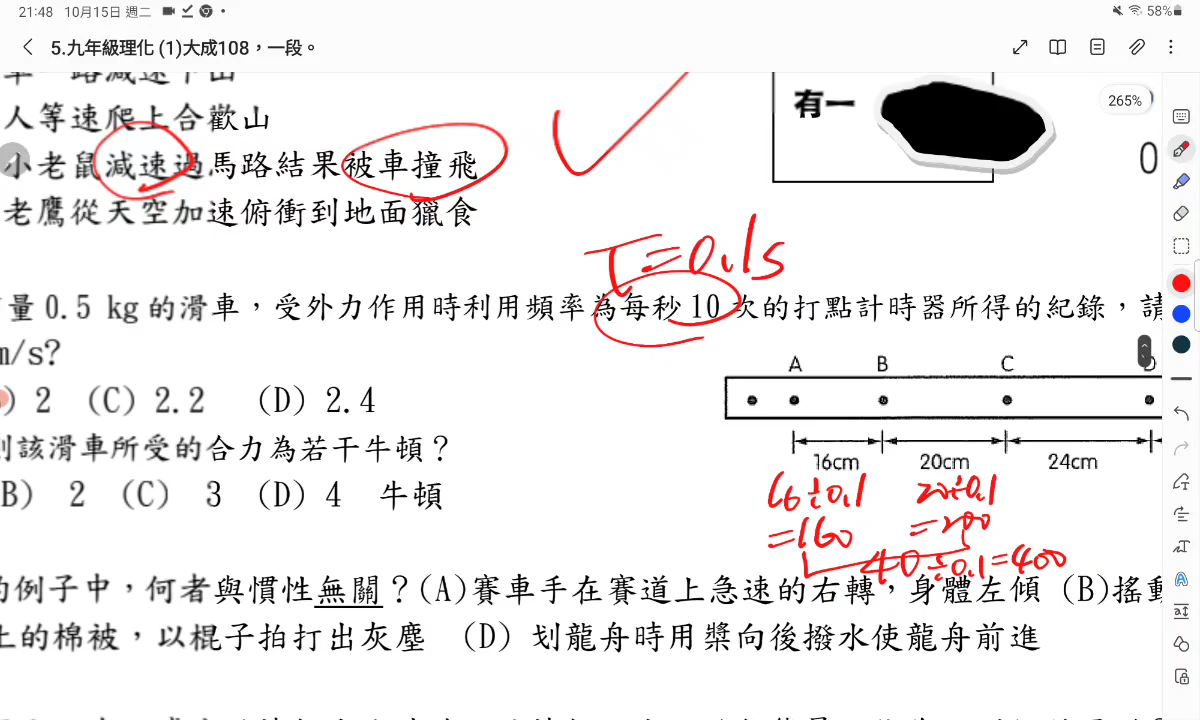 21:48 10月15日 週二
58%
5.九年級理化 (1)大成108，一段。
265%
有一
人等速爬上合歡山
小老鼠減速過馬路結果被車撞飛
老鷹從天空加速俯衝到地面獵食
0
T=0.1s
量 0.5 kg 的滑車，受外力作用時利用頻率為每秒 10 次的打點計時器所得的紀錄，請
m/s?
) 2 (C) 2.2 (D) 2.4
A B C D
則該滑車所受的合力為若干牛頓？
16cm 20cm 24cm
B) 2 (C) 3 (D) 4 牛頓
16÷0.1 20÷0.1
=160 =200
40÷0.1=400
的例子中，何者與慣性無關？(A)賽車手在賽道上急速的右轉，身體左傾 (B)搖動
上的棉被，以棍子拍打出灰塵 (D) 划龍舟時用槳向後撥水使龍舟前進